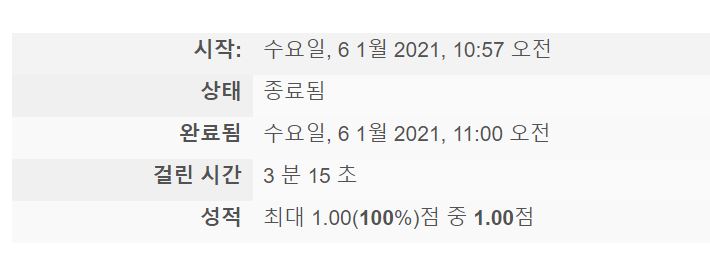 시작: 수요일, 6 1월 2021, 10:57 오전
상태 종료됨
완료됨 수요일, 6 1월 2021, 11:00 오전
걸린 시간 3 분 15 초
성적 최대 1.00(100%)점 중 1.00점